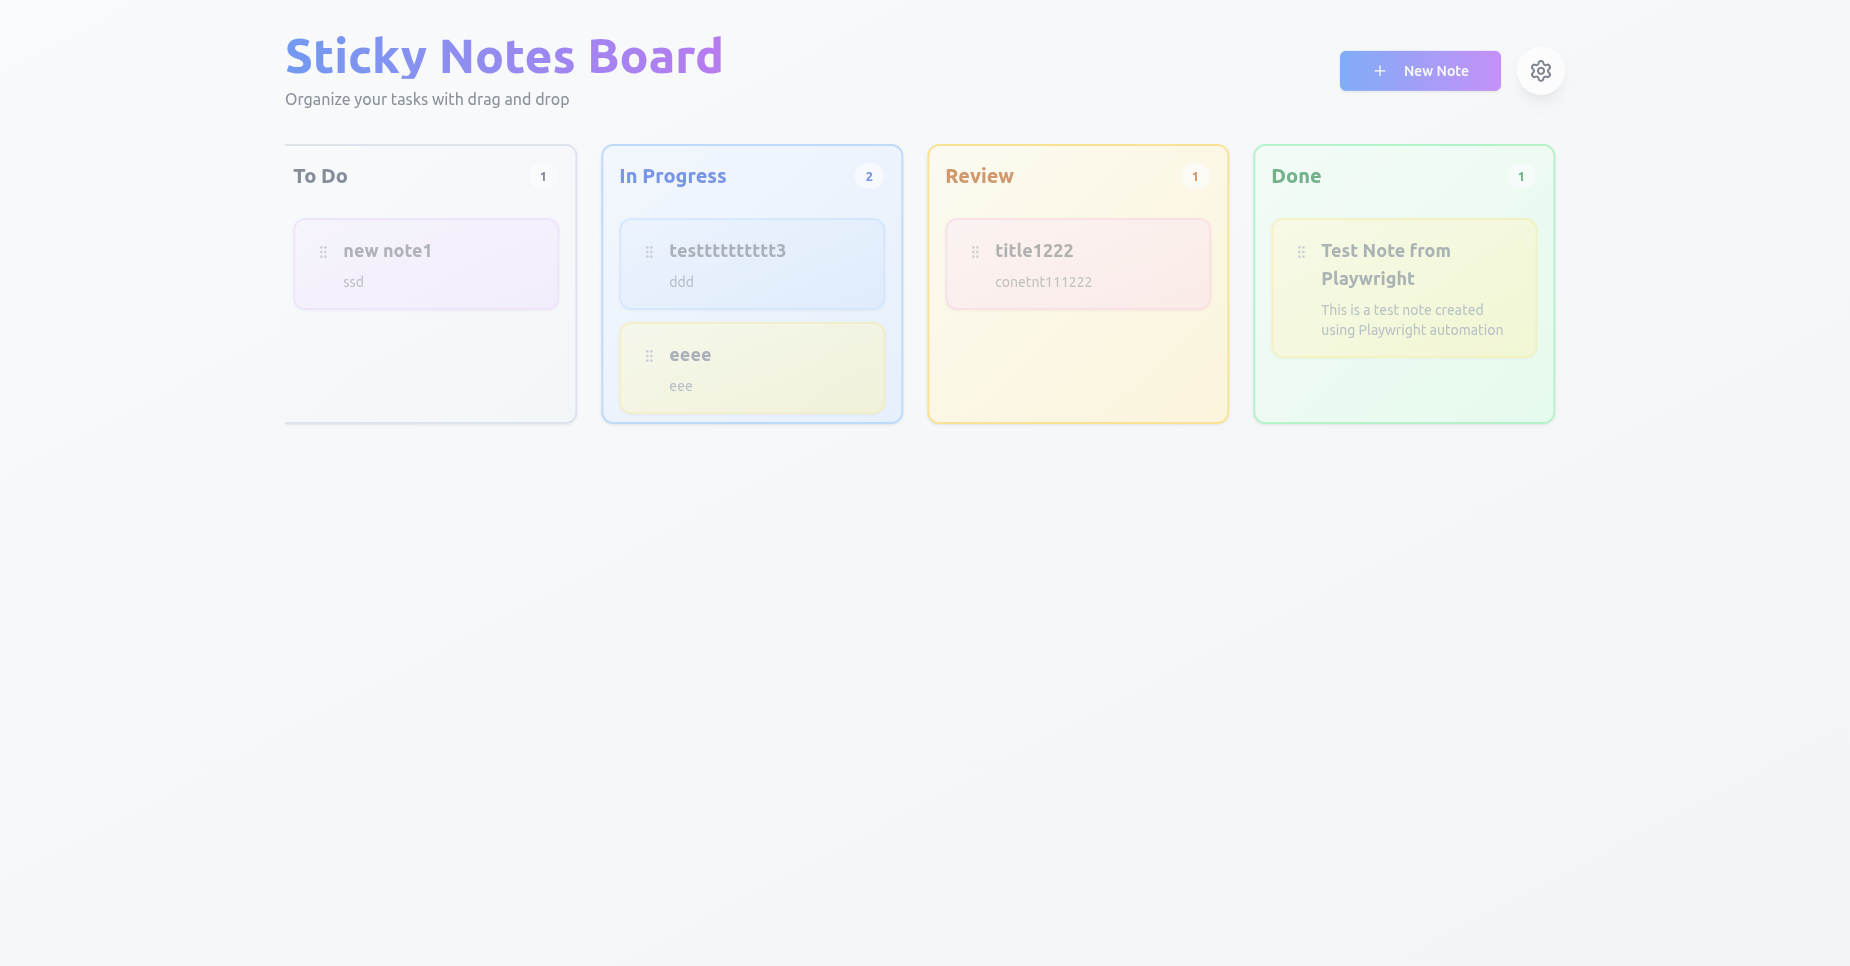 Sticky Notes Board
Organize your tasks with drag and drop
New Note
To Do
1
new note1
ssd
In Progress
2
testttttttttt3
ddd
eeee
eee
Review
1
title1222
conetnt111222
Done
1
Test Note from
Playwright
This is a test note created
using Playwright automation